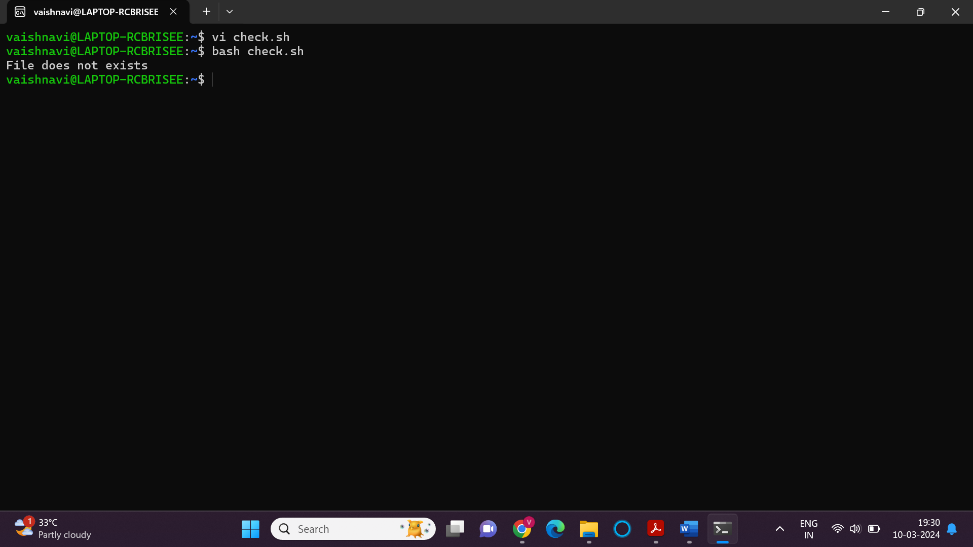 vaishnavi@LAPTOP-RCBRISEE
vaishnavi@LAPTOP-RCBRISEE:~$ vi check.sh
vaishnavi@LAPTOP-RCBRISEE:~$ bash check.sh
File does not exists
vaishnavi@LAPTOP-RCBRISEE:~$
1
33°C
Partly cloudy
Search
V
W
ENG
IN
19:30
10-03-2024